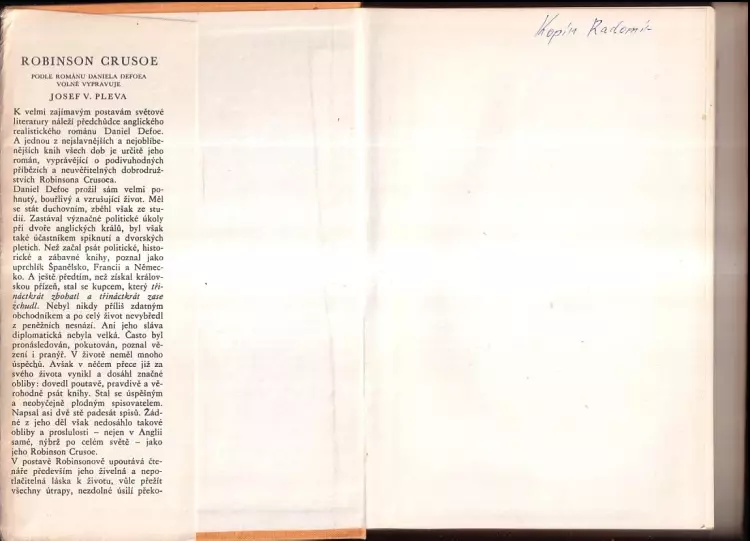 ROBINSON CRUSOE
PODLE ROMÁNU DANIELA DEFOEA
VOLNĚ VYPRAVUJE
JOSEF V. PLEVA
K velmi zajímavým postavám světové
literatury náleží předchůdce anglického
realistického románu Daniel Defoe.
A jednou z nejslavnějších a nejoblíbe-
nějších knih všech dob je určitě jeho
román, vyprávějící o podivuhodných
příbězích a neuvěřitelných dobrodruž-
stvích Robinsona Crusoea.
Daniel Defoe prožil sám velmi po-
hnutý, bouřlivý a vzrušující život. Měl
se stát duchovním, zběhl však ze stu-
dií. Zastával význačné politické úkoly
při dvoře anglických králů, byl však
také účastníkem spiknutí a dvorských
pletich. Než začal psát politické, histo-
rické a zábavné knihy, poznal jako
uprchlík Španělsko, Francii a Němec-
ko. A ještě předtím, než získal králov-
skou přízeň, stal se kupcem, který tři-
náctkrát zbohatl a třináctkrát zase
zchudl. Nebyl nikdy příliš zdatným
obchodníkem a po celý život nevybředl
z peněžních nesnází. Ani jeho sláva
diplomatická nebyla velká. Často byl
pronásledován, pokutován, poznal vě-
zení i pranýř. V životě neměl mnoho
úspěchů. Avšak v něčem přece již za
svého života vynikl a dosáhl značné
obliby: dovedl poutavě, pravdivě a vě-
rohodně psát knihy. Stal se úspěšným
a neobyčejně plodným spisovatelem.
Napsal asi dvě stě padesát spisů. Žád-
né z jeho děl však nedosáhlo takové
obliby a proslulosti – nejen v Anglii
samé, nýbrž po celém světě – jako
jeho Robinson Crusoe.
V postavě Robinsonově upoutává čte-
náře především jeho živelná a nepo-
tlačitelná láska k životu, vůle přežít
všechny útrapy, nezdolné úsilí překo-
Kopín Radomír